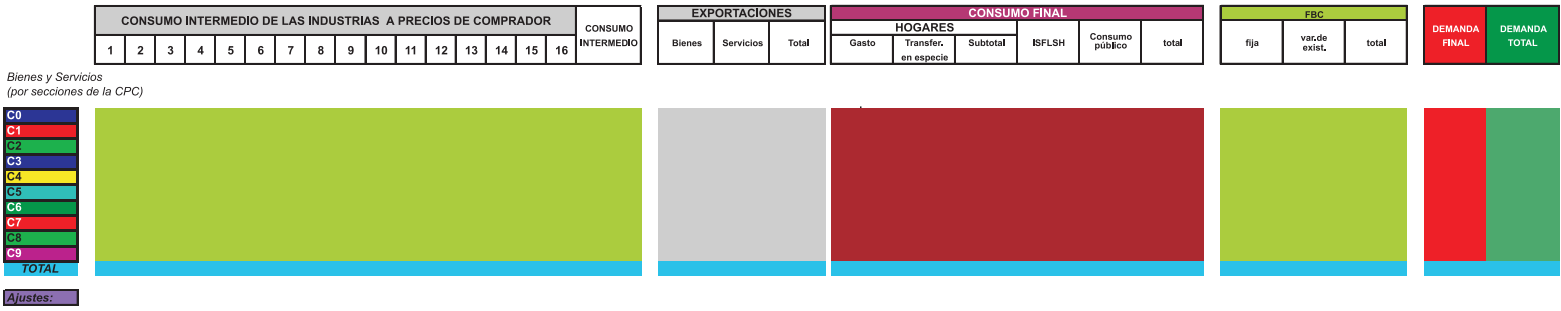 CONSUMO INTERMEDIO DE LAS INDUSTRIAS A PRECIOS DE COMPRADOR
1 2 3 4 5 6 7 8 9 10 11 12 13 14 15 16
CONSUMO
INTERMEDIO
EXPORTACIONES
Bienes Servicios Total
CONSUMO FINAL
HOGARES
Gasto Transfer. Subtotal
en especie
ISFLSH
Consumo
público
total
FBC
fija
var.de
exist.
total
DEMANDA
FINAL
DEMANDA
TOTAL
Bienes y Servicios
(por secciones de la CPC)
C0
C1
C2
C3
C4
C5
C6
C7
C8
C9
TOTAL
Ajustes: